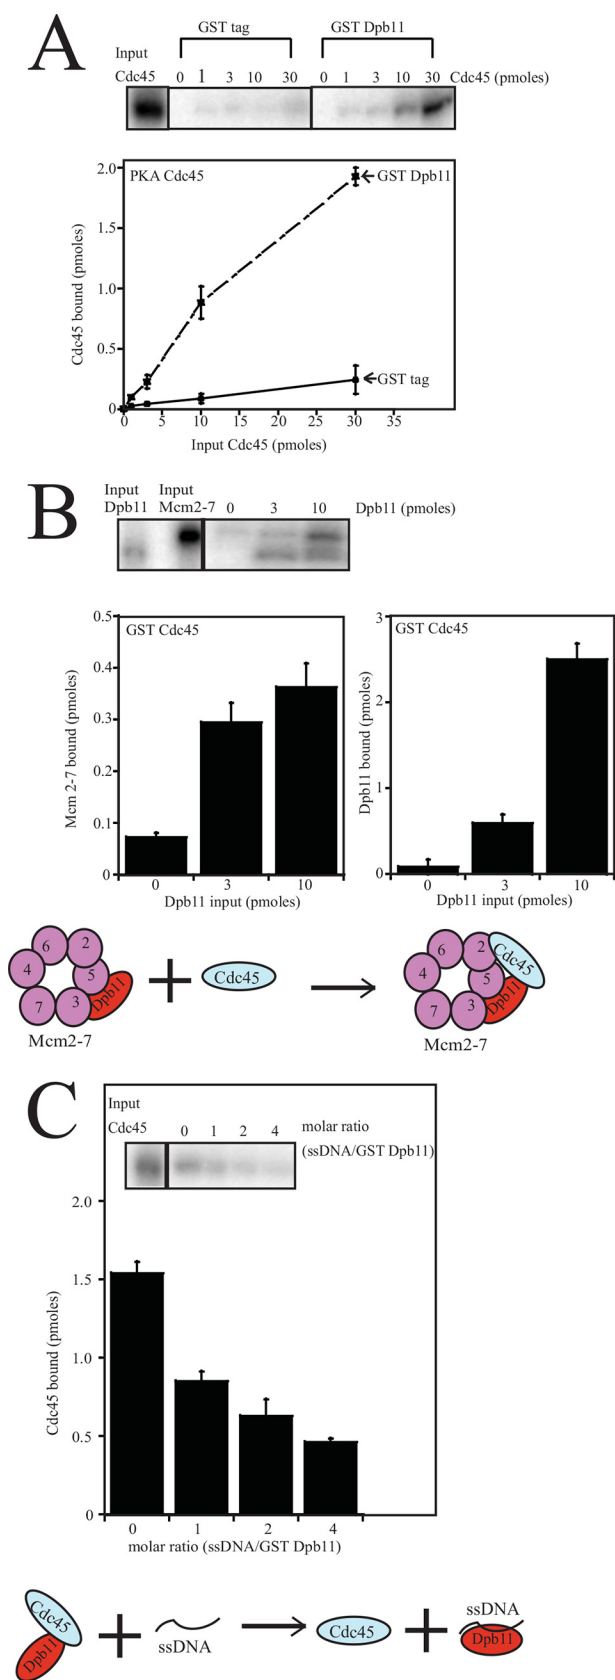 A
GST tag
GST Dpb11
Input
Cdc45
0 1 3 10 30
0 1 3 10 30
Cdc45 (pmoles)
PKA Cdc45
2.0
1.5
1.0
0.5
0
Cdc45 bound (pmoles)
GST Dpb11
GST tag
0 5 10 15 20 25 30 35
Input Cdc45 (pmoles)
B
Input Input
Dpb11 Mcm2-7 0 3 10 Dpb11 (pmoles)
GST Cdc45
0.5
0.4
0.3
0.2
0.1
0
Mcm 2-7 bound (pmoles)
0 3 10
Dpb11 input (pmoles)
GST Cdc45
3
2
1
0
Dpb11 bound (pmoles)
0 3 10
Dpb11 input (pmoles)
6 2
4 5
7 3
Dpb11
Mcm2-7
+
Cdc45
6 2
4 5
7 3
Cdc45
Dpb11
Mcm2-7
C
Input
Cdc45
0 1 2 4
molar ratio
(ssDNA/GST Dpb11)
2.0
1.5
1.0
0.5
0
Cdc45 bound (pmoles)
0 1 2 4
molar ratio (ssDNA/GST Dpb11)
Cdc45
Dpb11
+
ssDNA
Cdc45
+
ssDNA
Dpb11